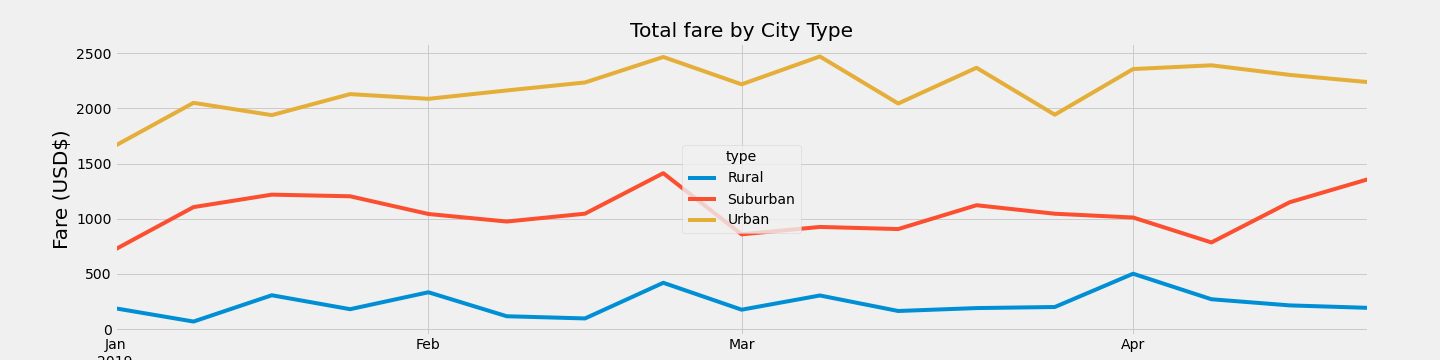 Total fare by City Type
Fare (USD$)
2500
2000
1500
1000
500
0
type
Rural
Suburban
Urban
Jan
Feb
Mar
Apr
2019